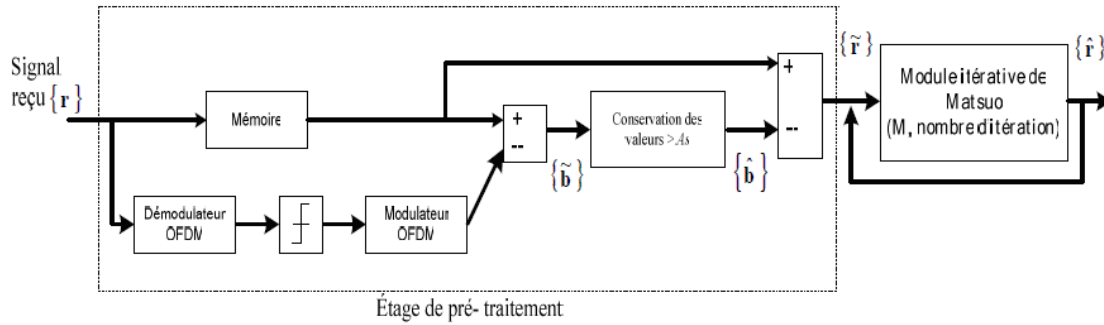 Signal
reçu {r}
Mémoire
Démodulateur
OFDM
Modulateur
OFDM
+
--
{b̃}
Conservation des
valeurs >As
{b̂}
+
--
{r̃}
Module itérative de
Matsuo
(M, nombre d'itération)
{r̂}
Étage de pré- traitement